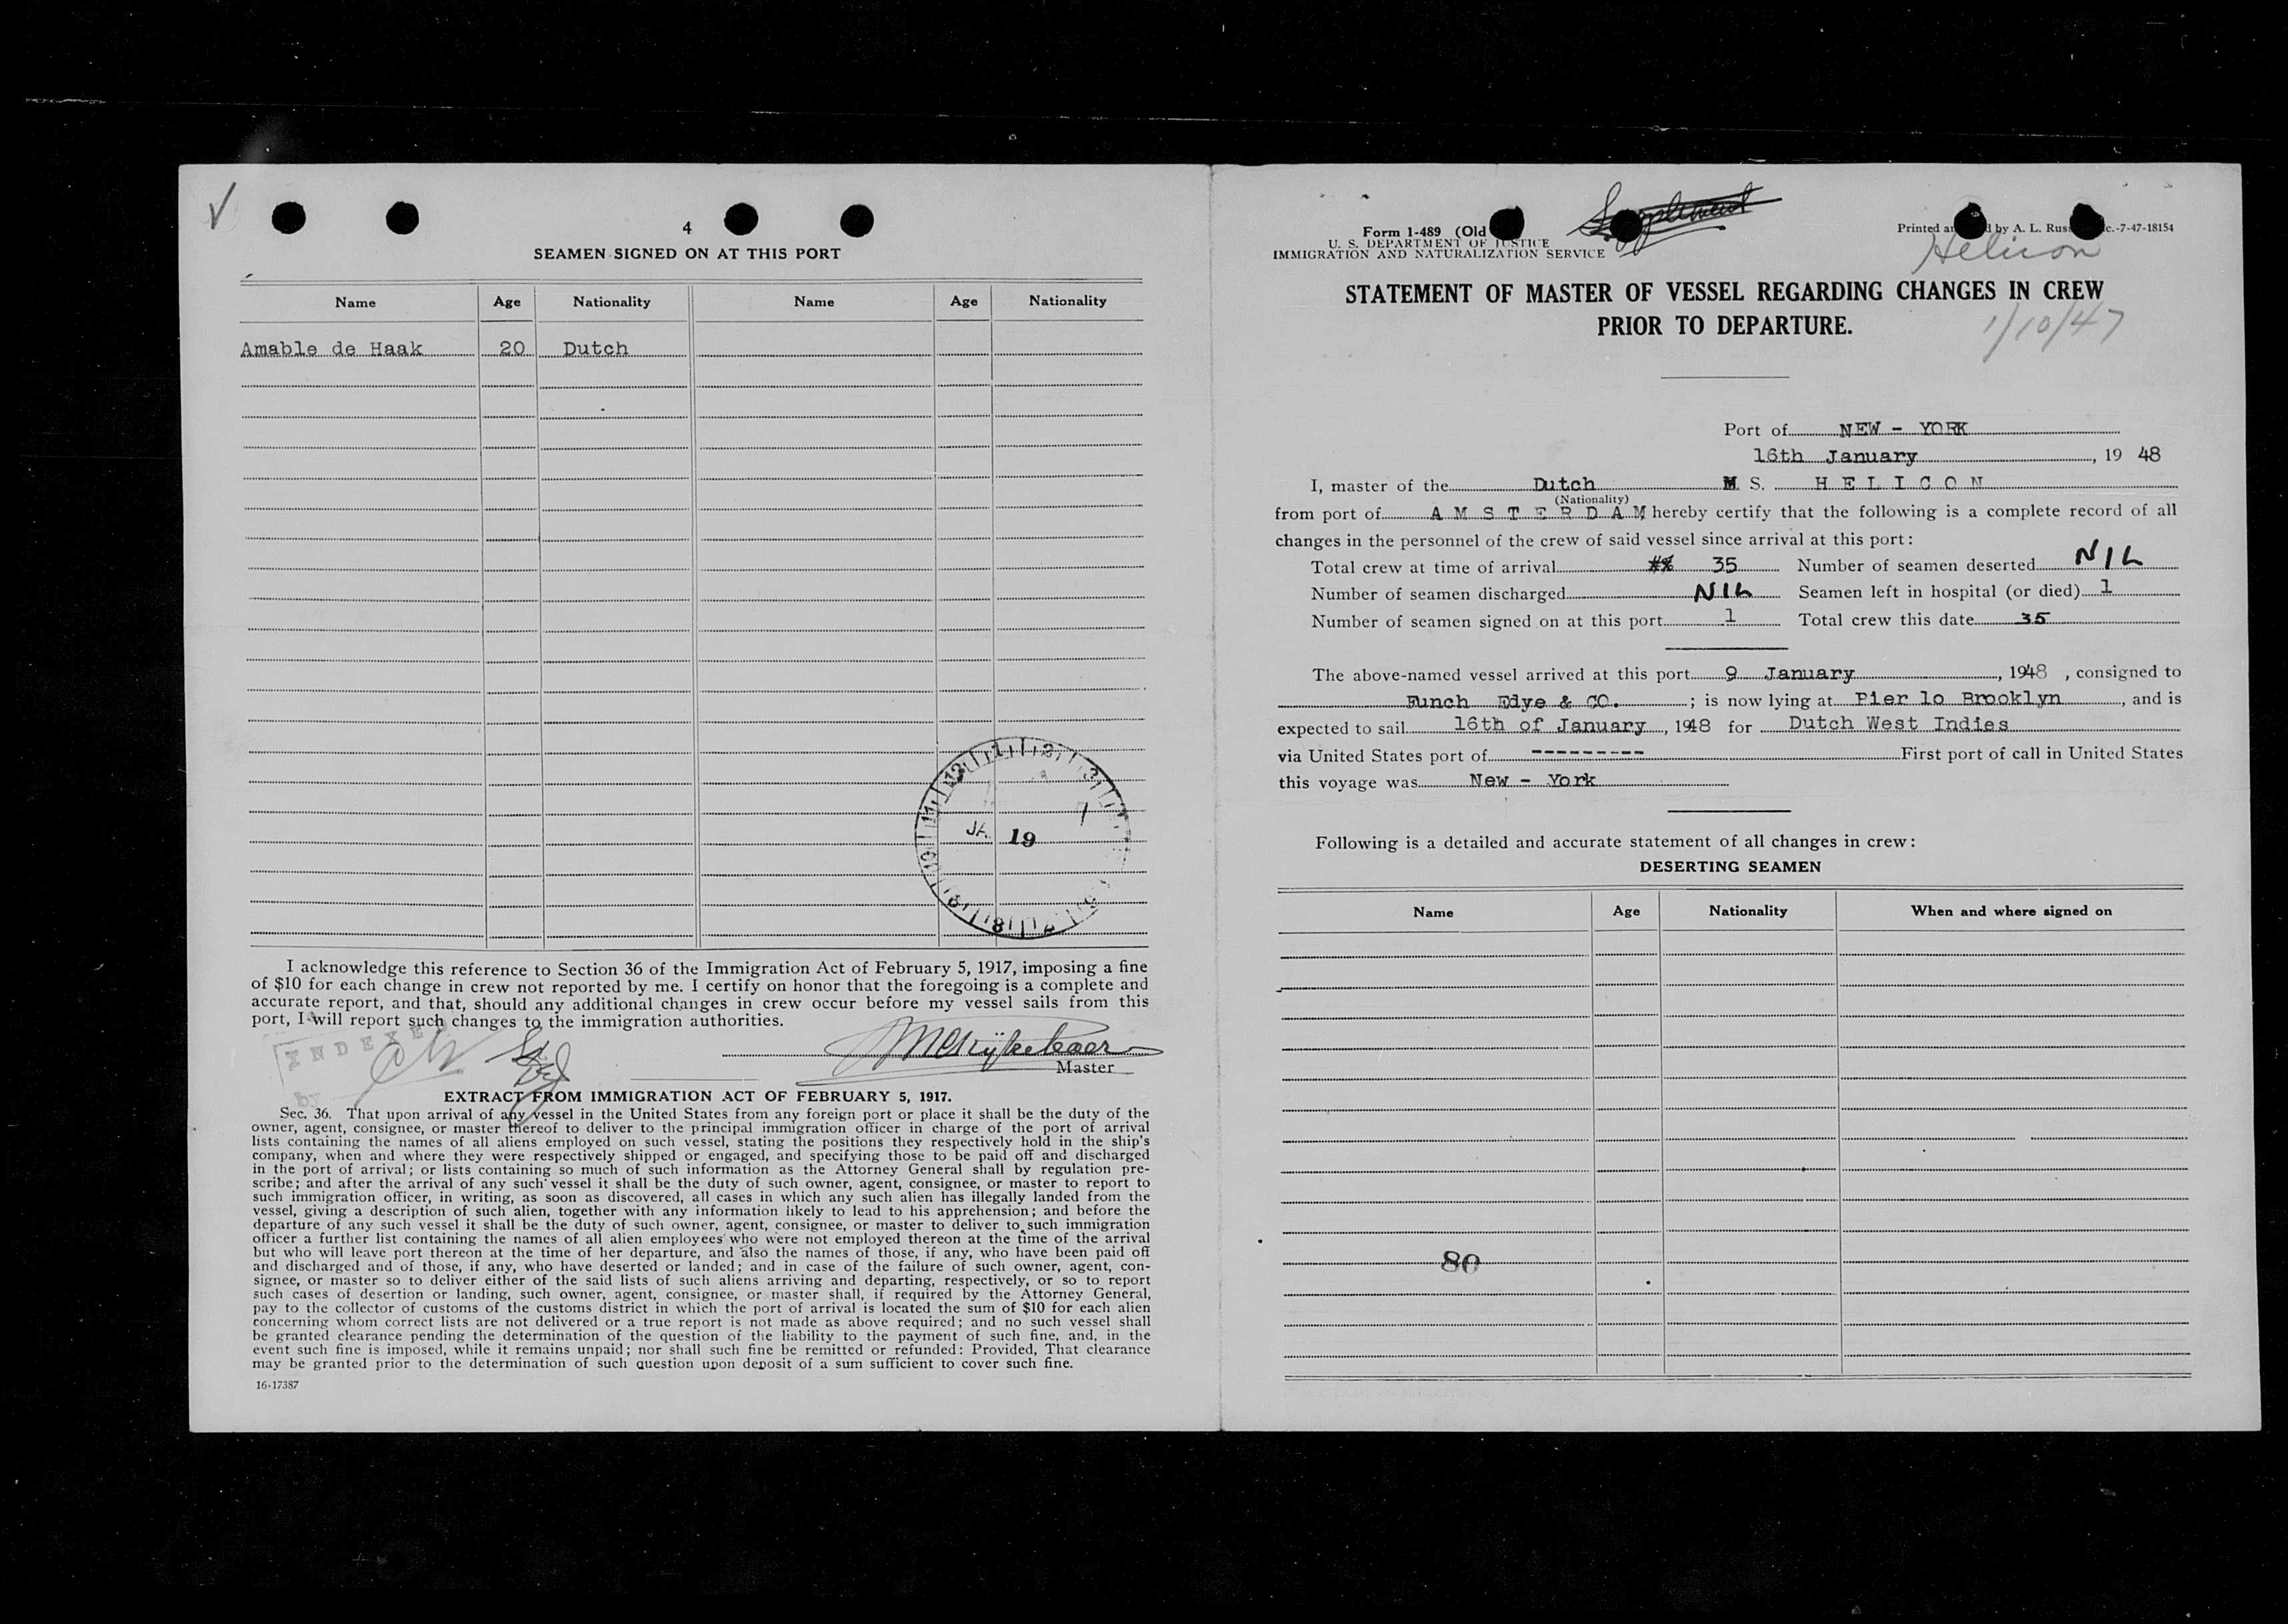 4
SEAMEN SIGNED ON AT THIS PORT
Name Age Nationality Name Age Nationality
Amable de Haak 20 Dutch
JA. 19
I acknowledge this reference to Section 36 of the Immigration Act of February 5, 1917, imposing a fine
of $10 for each change in crew not reported by me. I certify on honor that the foregoing is a complete and
accurate report, and that, should any additional changes in crew occur before my vessel sails from this
port, I will report such changes to the immigration authorities.
INDEXED
by
Master
EXTRACT FROM IMMIGRATION ACT OF FEBRUARY 5, 1917.
Sec. 36. That upon arrival of any vessel in the United States from any foreign port or place it shall be the duty of the
owner, agent, consignee, or master thereof to deliver to the principal immigration officer in charge of the port of arrival
lists containing the names of all aliens employed on such vessel, stating the positions they respectively hold in the ship's
company, when and where they were respectively shipped or engaged, and specifying those to be paid off and discharged
in the port of arrival; or lists containing so much of such information as the Attorney General shall by regulation pre-
scribe; and after the arrival of any such vessel it shall be the duty of such owner, agent, consignee, or master to report to
such immigration officer, in writing, as soon as discovered, all cases in which any such alien has illegally landed from the
vessel, giving a description of such alien, together with any information likely to lead to his apprehension; and before the
departure of any such vessel it shall be the duty of such owner, agent, consignee, or master to deliver to such immigration
officer a further list containing the names of all alien employees who were not employed thereon at the time of the arrival
but who will leave port thereon at the time of her departure, and also the names of those, if any, who have been paid off
and discharged and of those, if any, who have deserted or landed; and in case of the failure of such owner, agent, con-
signee, or master so to deliver either of the said lists of such aliens arriving and departing, respectively, or so to report
such cases of desertion or landing, such owner, agent, consignee, or master shall, if required by the Attorney General,
pay to the collector of customs of the customs district in which the port of arrival is located the sum of $10 for each alien
concerning whom correct lists are not delivered or a true report is not made as above required; and no such vessel shall
be granted clearance pending the determination of the question of the liability to the payment of such fine, and, in the
event such fine is imposed, while it remains unpaid; nor shall such fine be remitted or refunded: Provided, That clearance
may be granted prior to the determination of such question upon deposit of a sum sufficient to cover such fine.
16-17387
Supplement
Form 1-489 (Old
U. S. DEPARTMENT OF JUSTICE
IMMIGRATION AND NATURALIZATION SERVICE
Printed by A. L. Rus c.-7-47-18154
Helicon
STATEMENT OF MASTER OF VESSEL REGARDING CHANGES IN CREW
PRIOR TO DEPARTURE.
1/10/47
Port of NEW - YORK
16th January, 19 48
I, master of the Dutch M S. H E L I C O N
(Nationality)
from port of A M S T E R D A M, hereby certify that the following is a complete record of all
changes in the personnel of the crew of said vessel since arrival at this port:
Total crew at time of arrival 35 Number of seamen deserted NIL
Number of seamen discharged NIL Seamen left in hospital (or died) 1
Number of seamen signed on at this port 1 Total crew this date 35
The above-named vessel arrived at this port 9 January, 1948, consigned to
Funch Edye & CO. ; is now lying at Pier lo Brooklyn, and is
expected to sail 16th of January, 1948 for Dutch West Indies
via United States port of --------- First port of call in United States
this voyage was New - York
Following is a detailed and accurate statement of all changes in crew:
DESERTING SEAMEN
Name Age Nationality When and where signed on
80